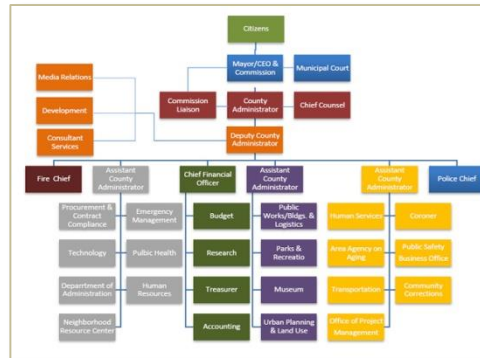 Citizens
Media Relations
Mayor/CEO &
Commission
Municipal Court
Development
Commission
Liaison
County
Administrator
Chief Counsel
Consultant
Services
Deputy County
Administrator
Fire Chief
Assistant
County
Administrator
Chief Financial
Officer
Assistant
County
Administrator
Assistant
County
Administrator
Police Chief
Procurement &
Contract
Compliance
Emergency
Management
Budget
Public
Works/Bldgs. &
Logistics
Human Services
Coroner
Technology
Pulbic Health
Research
Parks &
Recreatio
Area Agency on
Aging
Public Safety
Business Office
Department of
Administration
Human
Resources
Treasurer
Museum
Transportation
Community
Corrections
Neighborhood
Resource Center
Accounting
Urban Planning
& Land Use
Office of Project
Management